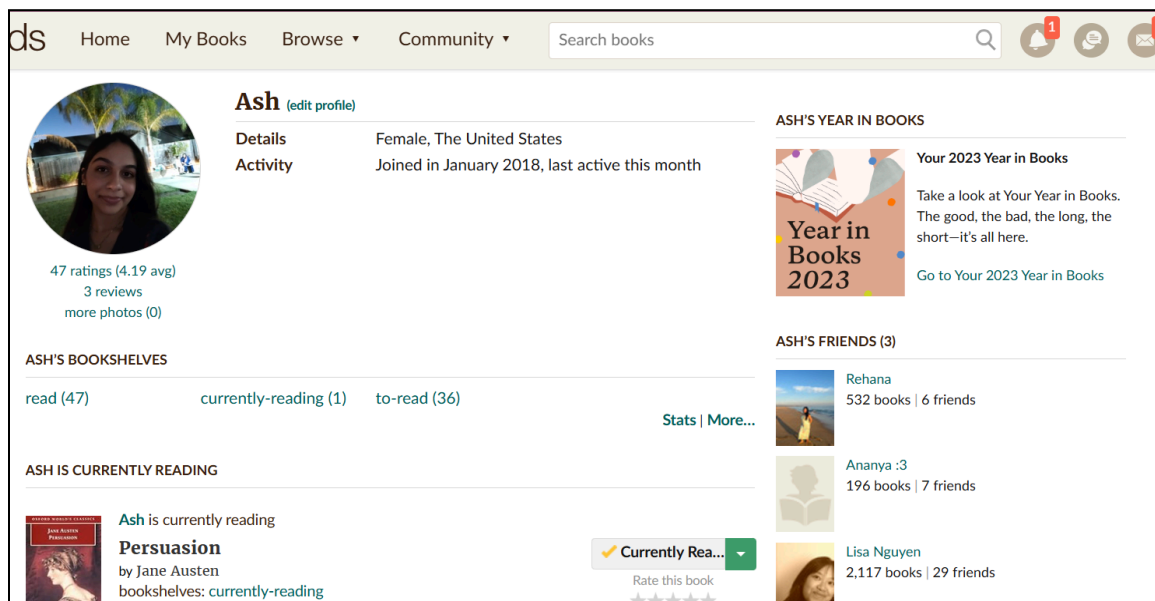 ds Home My Books Browse ▼ Community ▼ Search books 1
Ash (edit profile)
Details Female, The United States
Activity Joined in January 2018, last active this month
47 ratings (4.19 avg)
3 reviews
more photos (0)
ASH'S BOOKSHELVES
read (47) currently-reading (1) to-read (36)
Stats | More...
ASH IS CURRENTLY READING
OXFORD WORLD'S CLASSICS
JANE AUSTEN
PERSUASION
Ash is currently reading
Persuasion
by Jane Austen
bookshelves: currently-reading
Currently Rea...
Rate this book
ASH'S YEAR IN BOOKS
Year in
Books
2023
Your 2023 Year in Books
Take a look at Your Year in Books.
The good, the bad, the long, the
short—it's all here.
Go to Your 2023 Year in Books
ASH'S FRIENDS (3)
Rehana
532 books | 6 friends
Ananya :3
196 books | 7 friends
Lisa Nguyen
2,117 books | 29 friends